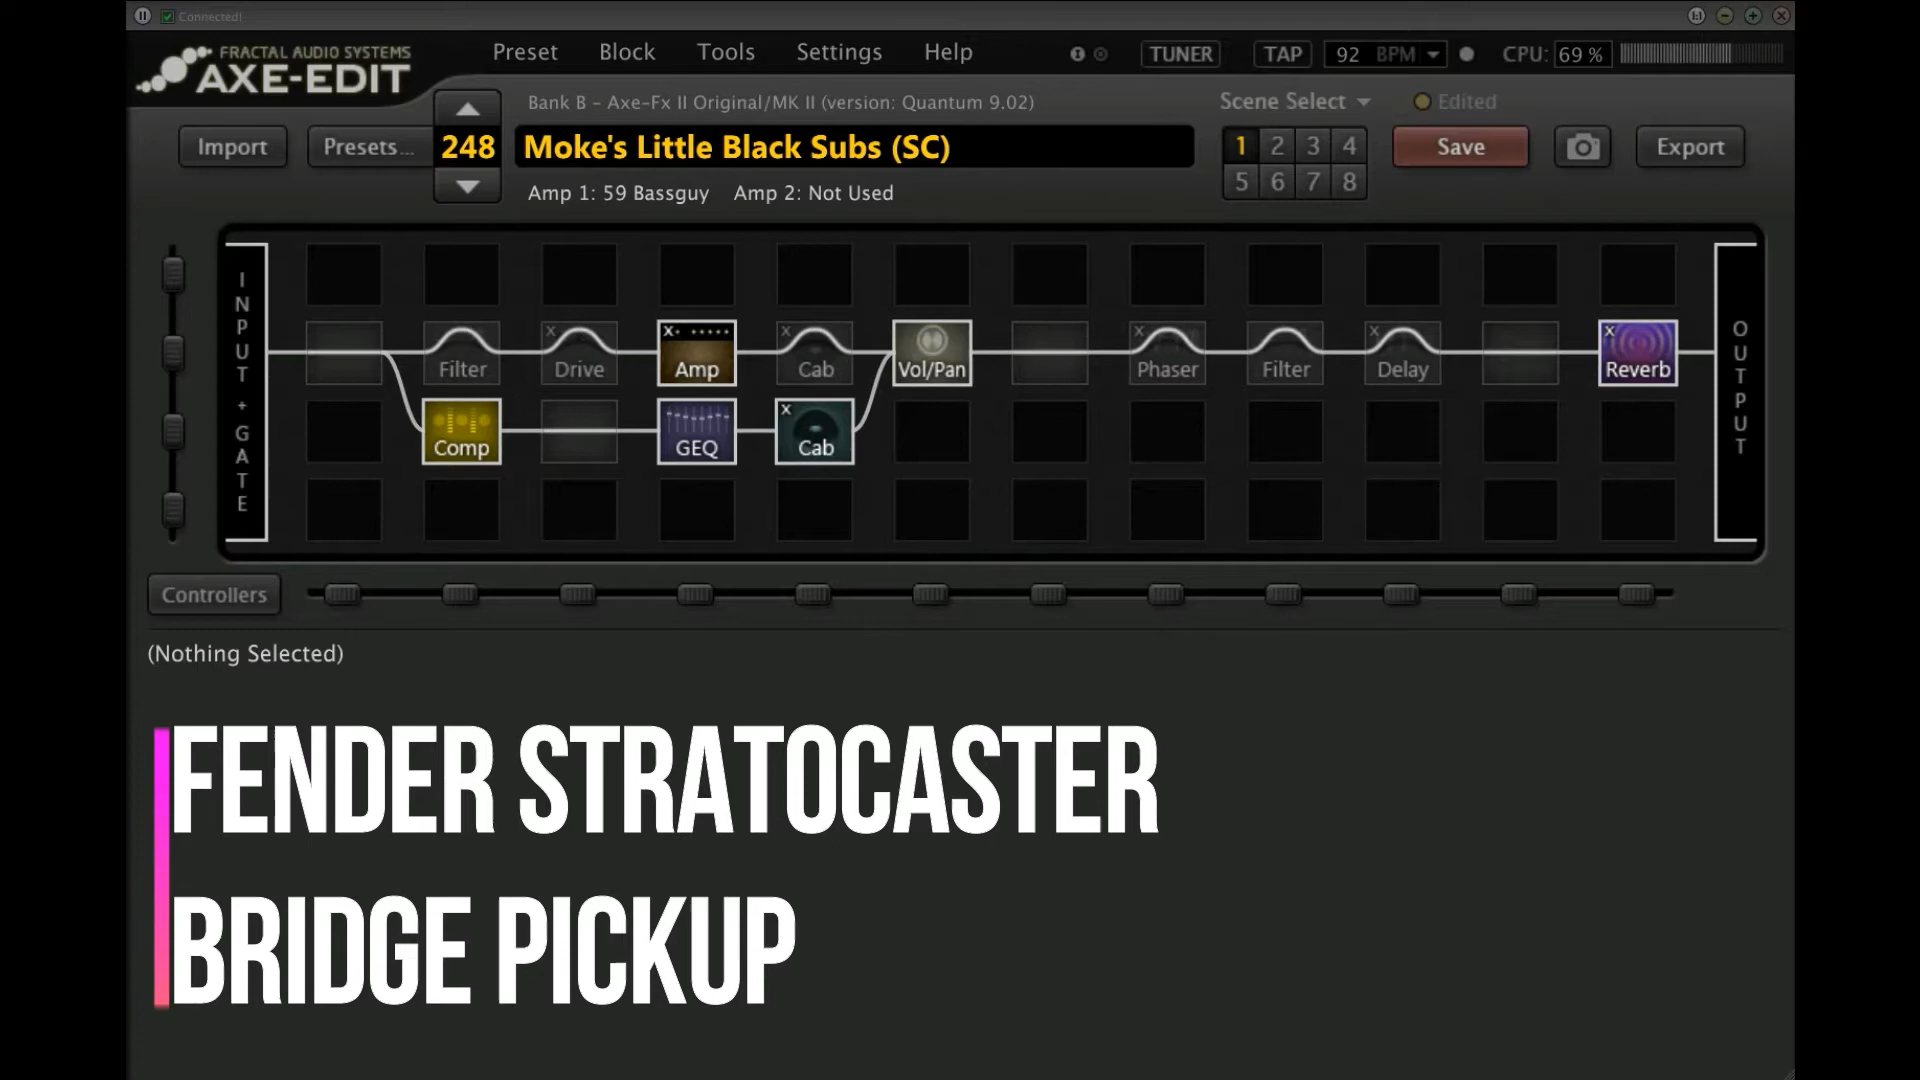 Connected!
FRACTAL AUDIO SYSTEMS
AXE-EDIT
Preset Block Tools Settings Help
TUNER TAP 92 BPM CPU: 69 %
Bank B - Axe-Fx II Original/MK II (version: Quantum 9.02)
Scene Select Edited
Import Presets... 248 Moke's Little Black Subs (SC)
1 2 3 4
Save Export
Amp 1: 59 Bassguy Amp 2: Not Used
5 6 7 8
INPUT + GATE
OUTPUT
X X X X X X X
Filter Drive Amp Cab Vol/Pan Phaser Filter Delay Reverb
X
Comp GEQ Cab
Controllers
(Nothing Selected)
FENDER STRATOCASTER
BRIDGE PICKUP